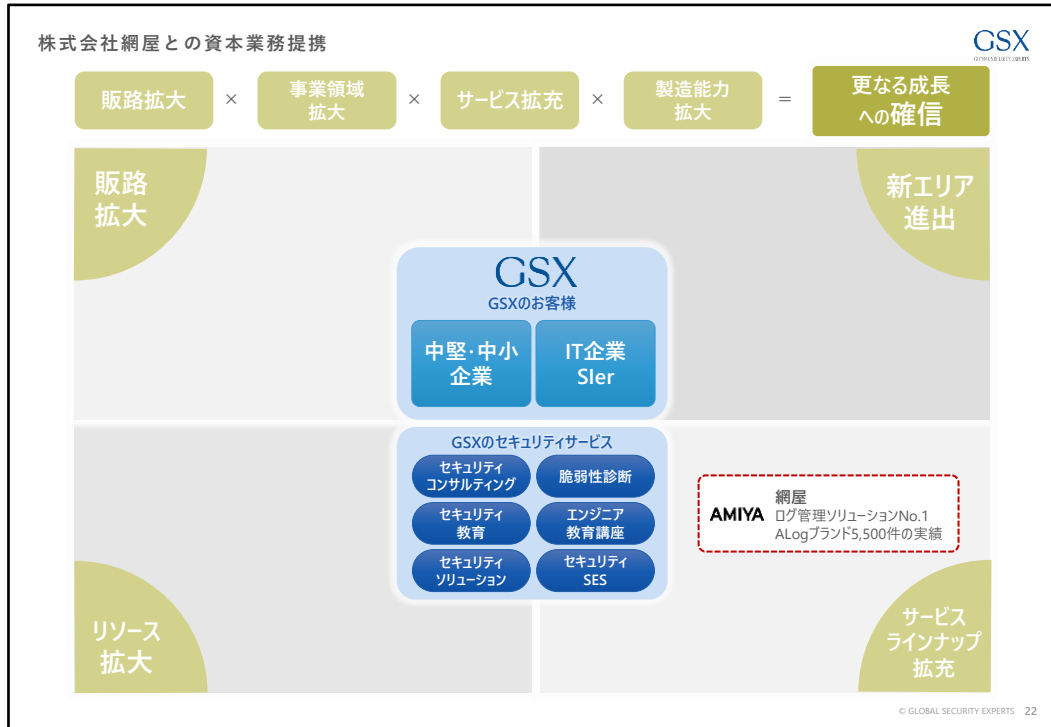 株式会社網屋との資本業務提携
GSX
GLOBAL SECURITY EXPERTS
販路拡大
×
事業領域
拡大
×
サービス拡充
×
製造能力
拡大
=
更なる成長
への確信
販路
拡大
新エリア
進出
GSX
GSXのお客様
中堅・中小
企業
IT企業
SIer
GSXのセキュリティサービス
セキュリティ
コンサルティング
脆弱性診断
セキュリティ
教育
エンジニア
教育講座
セキュリティ
ソリューション
セキュリティ
SES
AMIYA
網屋
ログ管理ソリューションNo.1
ALogブランド5,500件の実績
リソース
拡大
サービス
ラインナップ
拡充
© GLOBAL SECURITY EXPERTS 22